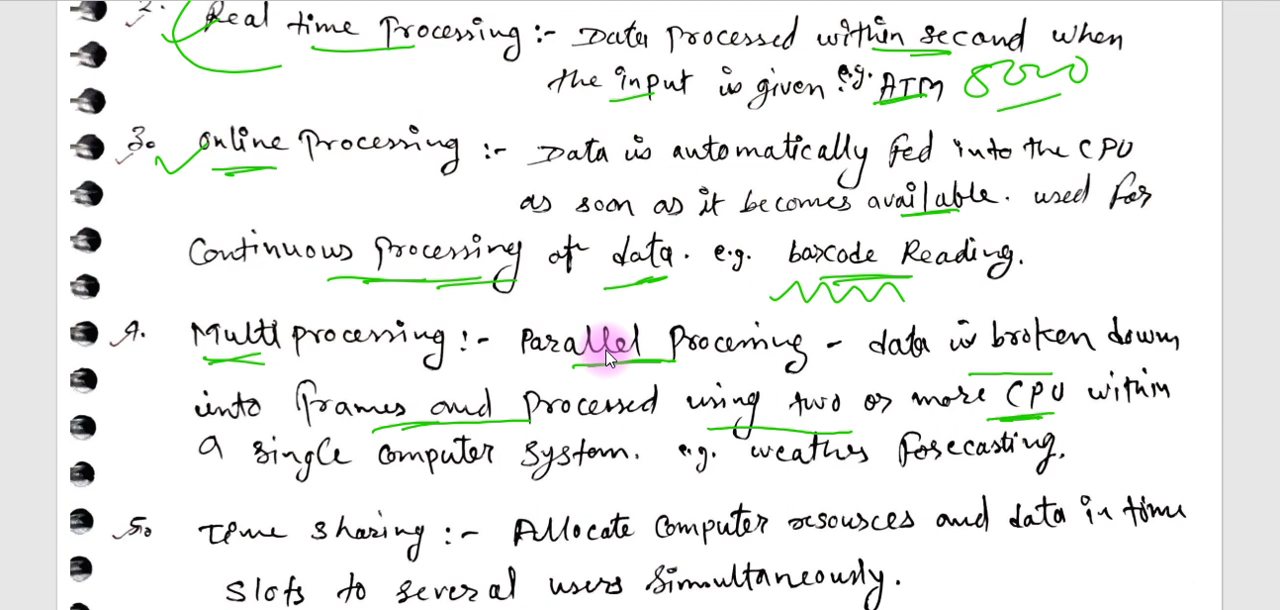 2. Real time Processing :- Data Processed within second when
the input is given e.g. ATM
3. Online Processing :- Data is automatically fed into the CPU
as soon as it becomes available. used for
Continuous Processing of data. e.g. barcode Reading.
4. Multi processing :- Parallel Processing - data is broken down
into frames and processed using two or more CPU within
a single computer system. e.g. weather forecasting.
5. Time sharing :- Allocate computer resources and data in time
slots to several users simultaneously.